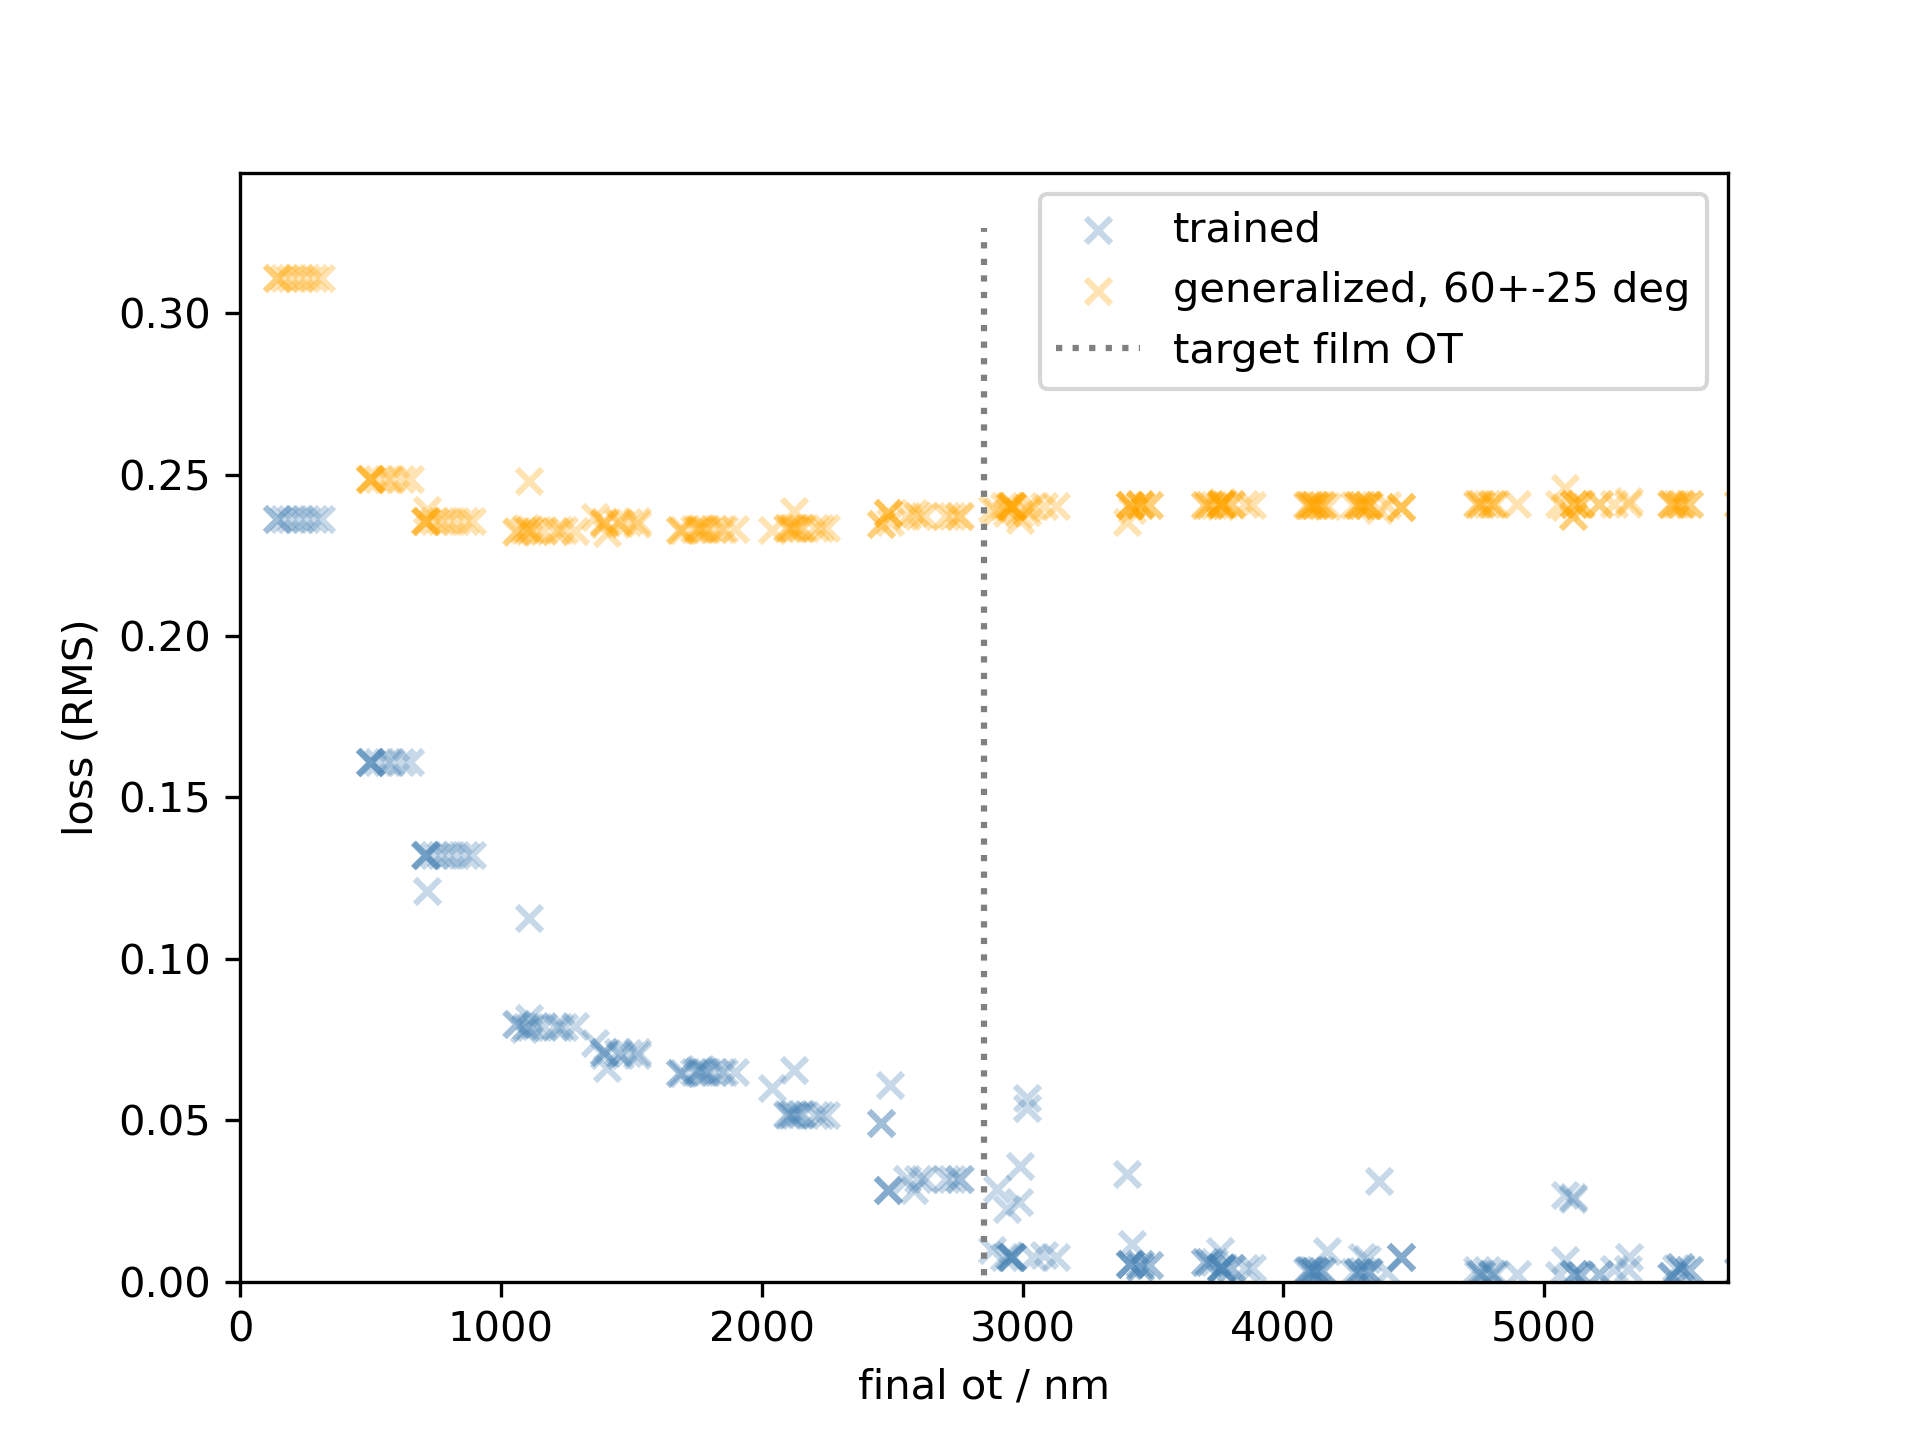 trained
generalized, 60+-25 deg
target film OT
loss (RMS)
0.30
0.25
0.20
0.15
0.10
0.05
0.00
0 1000 2000 3000 4000 5000
final ot / nm